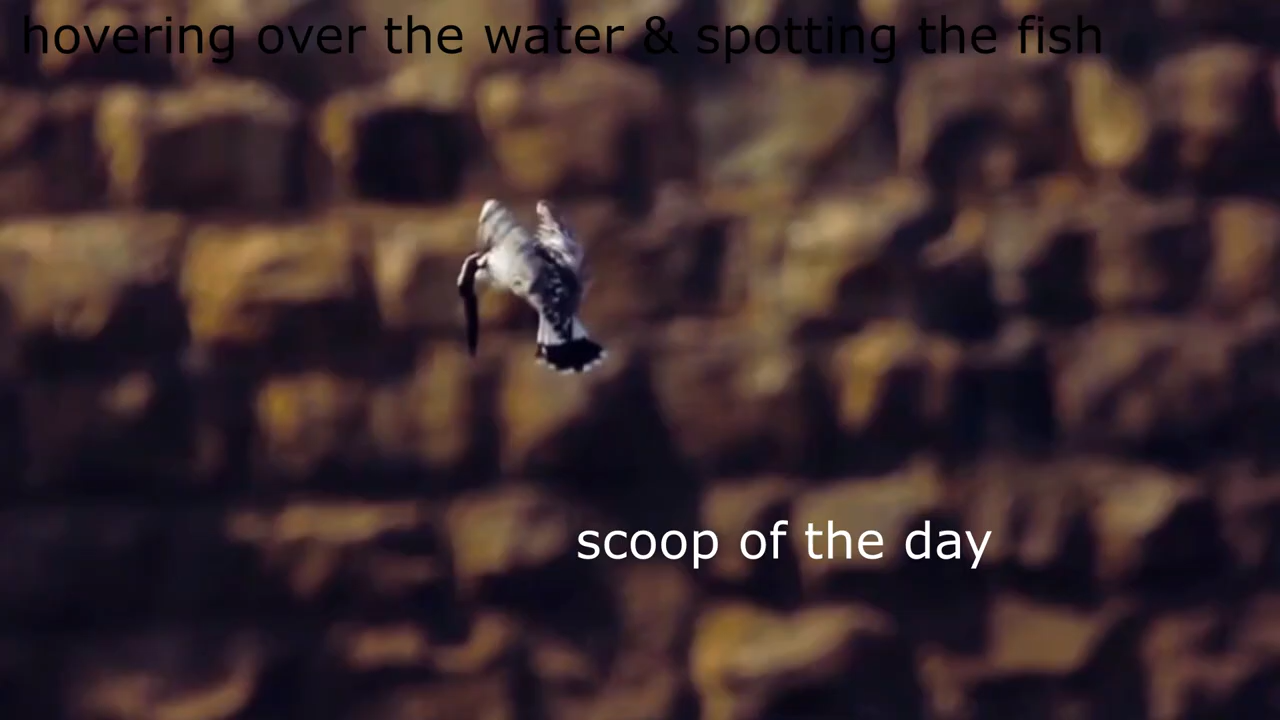 hovering over the water & spotting the fish
scoop of the day